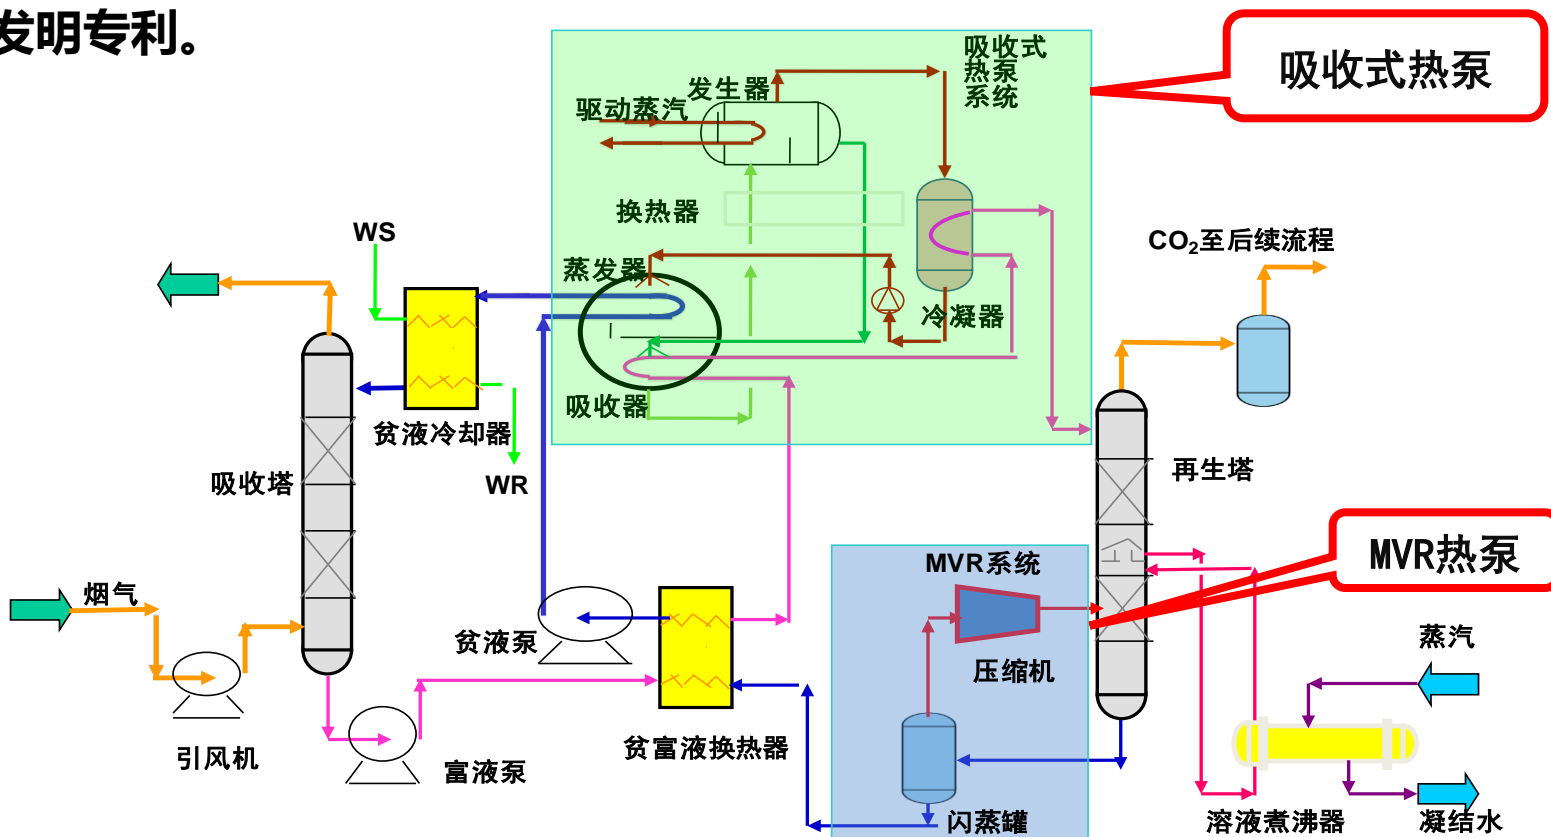 发明专利。
吸收式
热泵
系统
吸收式热泵
发生器
驱动蒸汽
换热器
WS
CO₂至后续流程
蒸发器
冷凝器
吸收器
贫液冷却器
吸收塔
WR
再生塔
MVR系统
MVR热泵
烟气
贫液泵
压缩机
蒸汽
引风机
富液泵
贫富液换热器
闪蒸罐
溶液煮沸器
凝结水